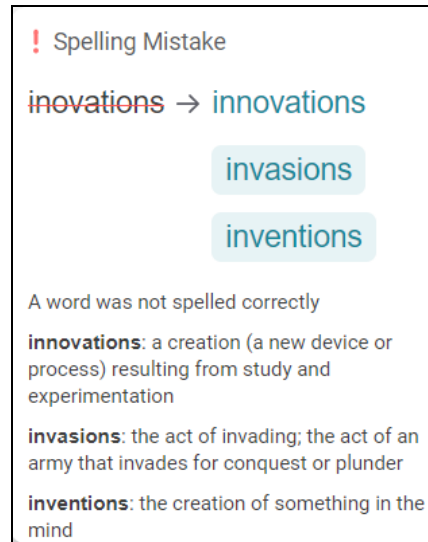 ! Spelling Mistake
inovations → innovations
invasions
inventions
A word was not spelled correctly
innovations: a creation (a new device or
process) resulting from study and
experimentation
invasions: the act of invading; the act of an
army that invades for conquest or plunder
inventions: the creation of something in the
mind